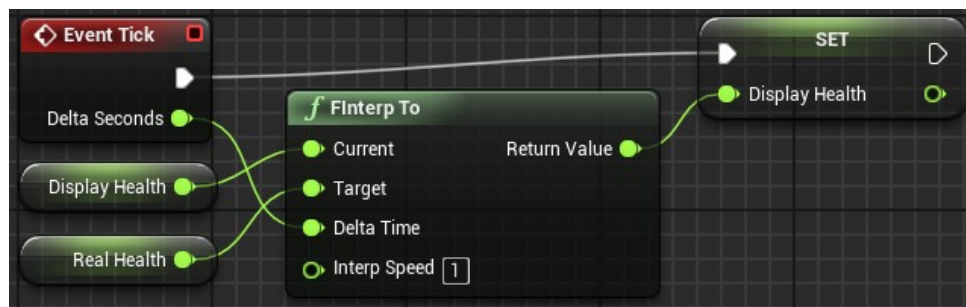 Event Tick
SET
Delta Seconds
Display Health
f FInterp To
Current
Return Value
Display Health
Target
Delta Time
Real Health
Interp Speed 1